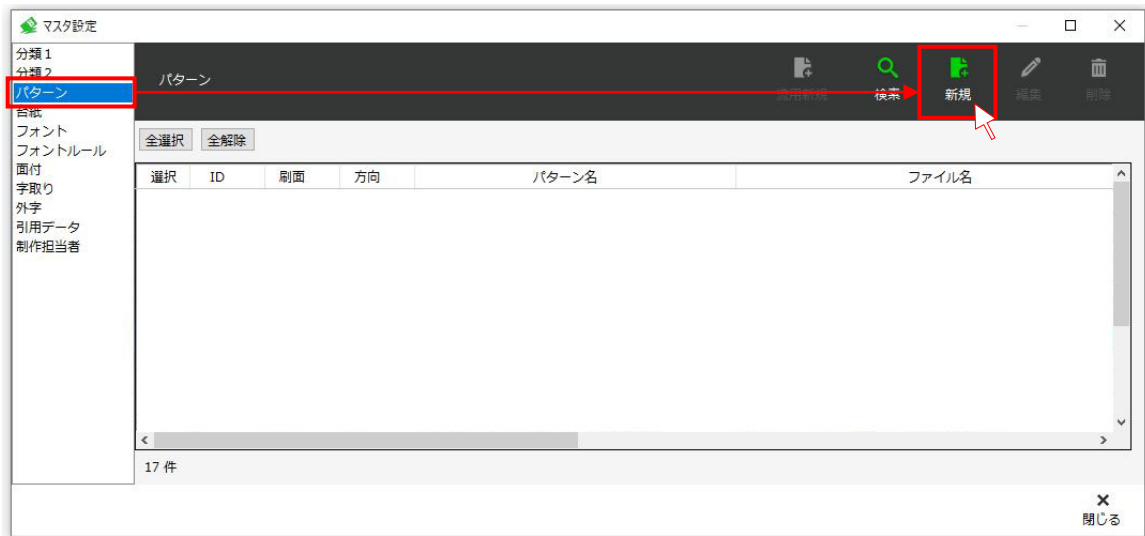 マスタ設定
分類1
分類2
パターン
台紙
フォント
フォントルール
面付
字取り
外字
引用データ
制作担当者
パターン
流用新規
検索
新規
編集
削除
全選択 全解除
選択 ID 刷面 方向 パターン名 ファイル名
17 件
閉じる